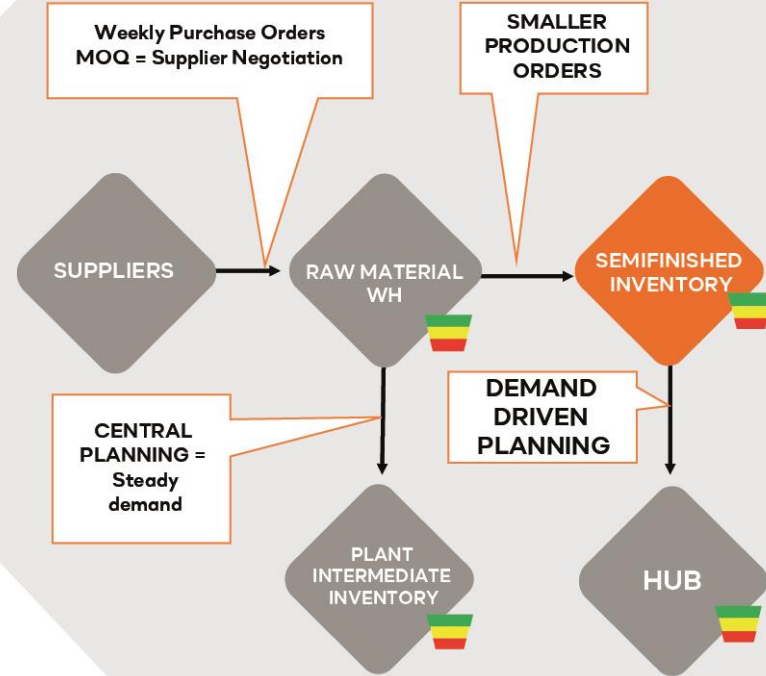 Weekly Purchase Orders
MOQ = Supplier Negotiation
SMALLER
PRODUCTION
ORDERS
SUPPLIERS
RAW MATERIAL
WH
SEMIFINISHED
INVENTORY
CENTRAL
PLANNING =
Steady
demand
DEMAND
DRIVEN
PLANNING
PLANT
INTERMEDIATE
INVENTORY
HUB